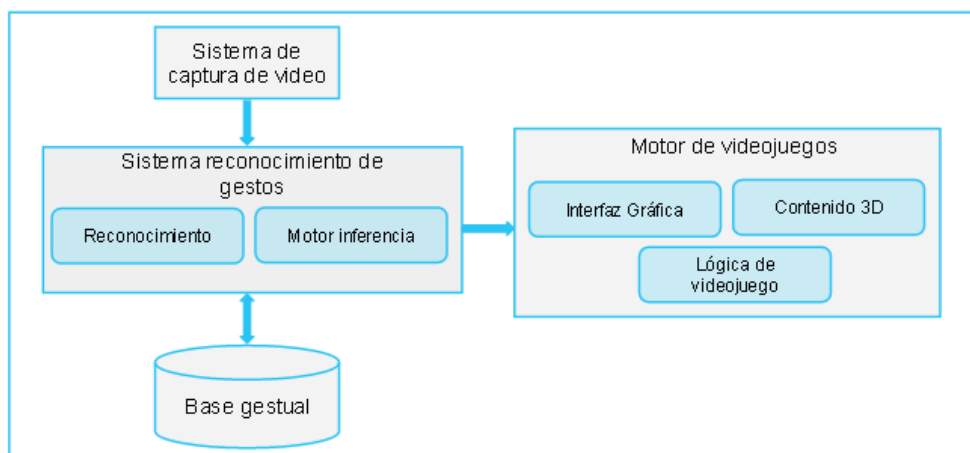 Sistema de
captura de video
Sistema reconocimiento de
gestos
Reconocimiento
Motor inferencia
Base gestual
Motor de videojuegos
Interfaz Gráfica
Contenido 3D
Lógica de
videojuego